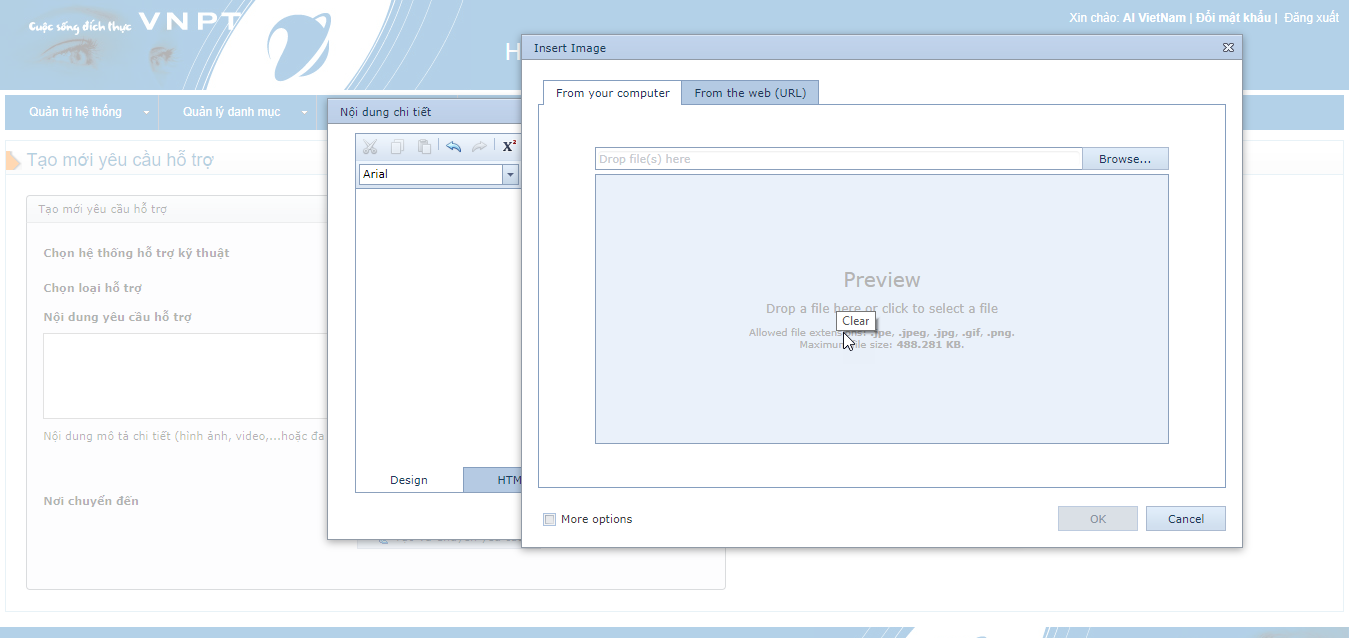 Cuộc sống đích thực VNPT
Xin chào: AI VietNam | Đổi mật khẩu | Đăng xuất
H
Insert Image
From your computer
From the web (URL)
Quản trị hệ thống
Quản lý danh mục
Nội dung chi tiết
Drop file(s) here
Browse...
Tạo mới yêu cầu hỗ trợ
X²
Arial
Tạo mới yêu cầu hỗ trợ
Chọn hệ thống hỗ trợ kỹ thuật
Chọn loại hỗ trợ
Nội dung yêu cầu hỗ trợ
Preview
Drop a file here or click to select a file
Clear
Allowed file extensions: .jpe, .jpeg, .jpg, .gif, .png.
Maximum file size: 488.281 KB.
Nội dung mô tả chi tiết (hình ảnh, video,...hoặc đa
Design
HTM
Nơi chuyển đến
More options
OK
Cancel